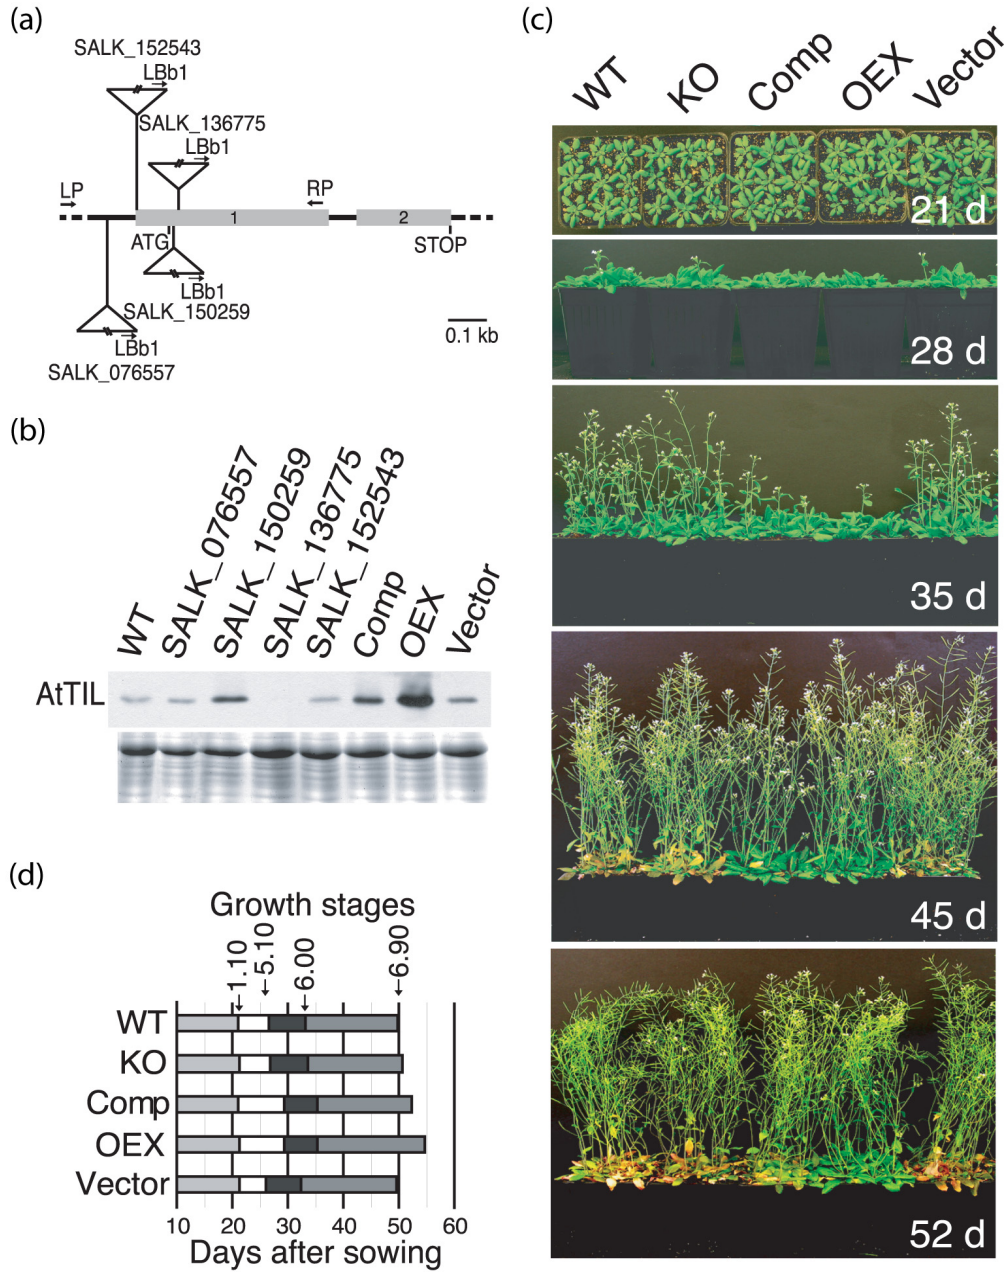 (a)
SALK_152543
LBb1
SALK_136775
LBb1
LP
RP
1
2
ATG
STOP
LBb1
SALK_150259
0.1 kb
LBb1
SALK_076557
(b)
WT
SALK_076557
SALK_150259
SALK_136775
SALK_152543
Comp
OEX
Vector
AtTIL
(c)
WT
KO
Comp
OEX
Vector
21 d
28 d
35 d
45 d
52 d
(d)
Growth stages
1.10
5.10
6.00
6.90
WT
KO
Comp
OEX
Vector
10 20 30 40 50 60
Days after sowing